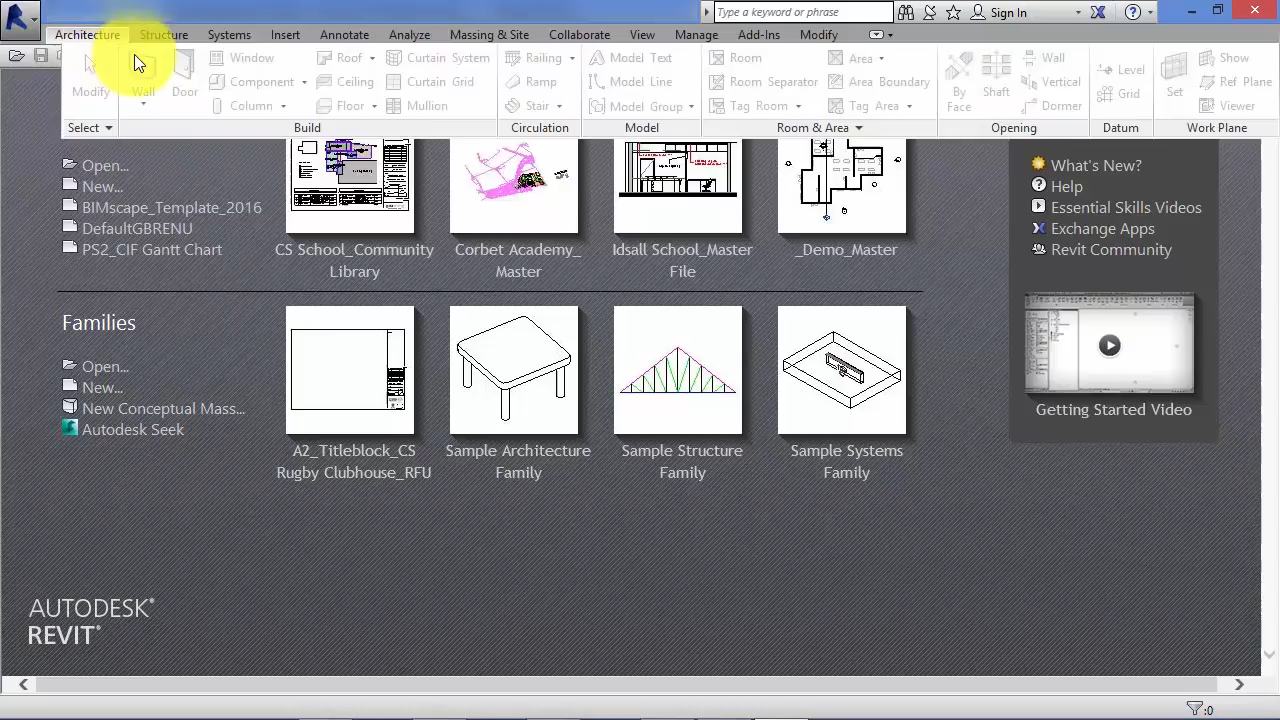 Type a keyword or phrase
Sign In
Architecture Structure Systems Insert Annotate Analyze Massing & Site Collaborate View Manage Add-Ins Modify
Modify Wall Door Window Roof Curtain System Railing Model Text Room Area By Face Shaft Wall Level Set Show
Component Ceiling Curtain Grid Ramp Model Line Room Separator Area Boundary Vertical Grid Ref Plane
Column Floor Mullion Stair Model Group Tag Room Tag Area Dormer Viewer
Select Build Circulation Model Room & Area Opening Datum Work Plane
Open...
New...
BIMscape_Template_2016
DefaultGBRENU
PS2_CIF Gantt Chart
CS School_Community
Library
Corbet Academy_
Master
Idsall School_Master
File
_Demo_Master
What's New?
Help
Essential Skills Videos
Exchange Apps
Revit Community
Getting Started Video
Families
Open...
New...
New Conceptual Mass...
Autodesk Seek
A2_Titleblock_CS
Rugby Clubhouse_RFU
Sample Architecture
Family
Sample Structure
Family
Sample Systems
Family
AUTODESK®
REVIT®
:0